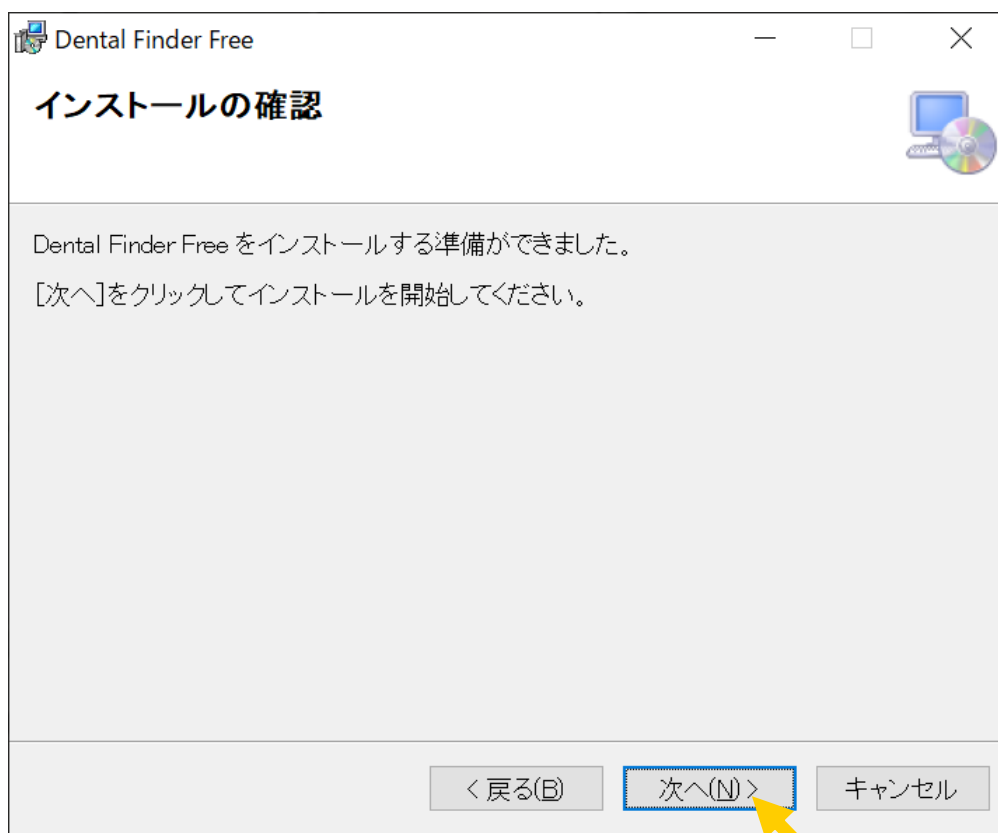 Dental Finder Free
インストールの確認
Dental Finder Free をインストールする準備ができました。
[次へ]をクリックしてインストールを開始してください。
< 戻る(B)
次へ(N) >
キャンセル